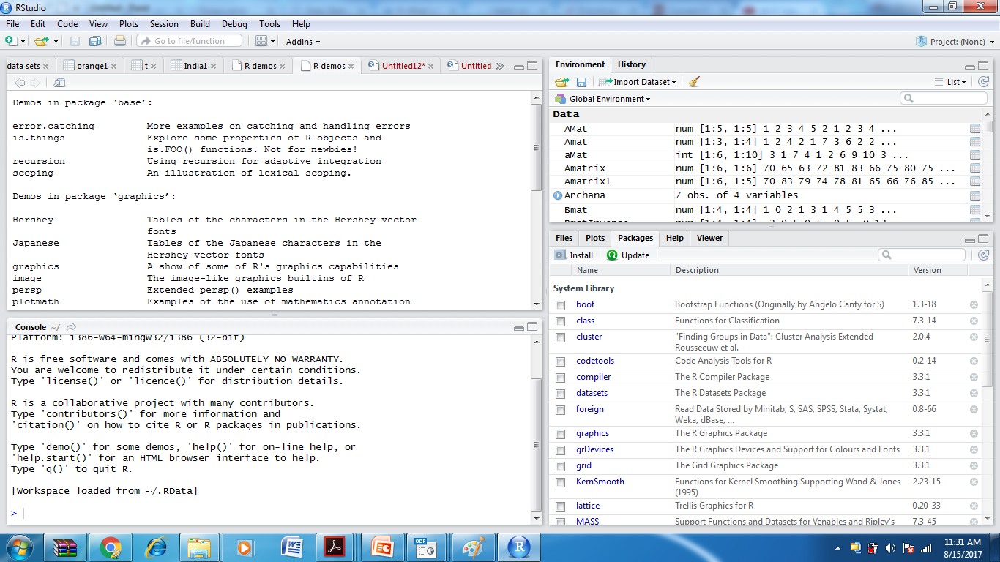 RStudio
File Edit Code View Plots Session Build Debug Tools Help
Go to file/function Addins Project: (None)
data sets orange1 t India1 R demos R demos Untitled12* Untitled
Demos in package ‘base’:
error.catching More examples on catching and handling errors
is.things Explore some properties of R objects and
is.FOO() functions. Not for newbies!
recursion Using recursion for adaptive integration
scoping An illustration of lexical scoping.
Demos in package ‘graphics’:
Hershey Tables of the characters in the Hershey vector
fonts
Japanese Tables of the Japanese characters in the
Hershey vector fonts
graphics A show of some of R's graphics capabilities
image The image-like graphics builtins of R
persp Extended persp() examples
plotmath Examples of the use of mathematics annotation
Console ~/
Platform: i386-w64-mingw32/i386 (32-bit)
R is free software and comes with ABSOLUTELY NO WARRANTY.
You are welcome to redistribute it under certain conditions.
Type 'license()' or 'licence()' for distribution details.
R is a collaborative project with many contributors.
Type 'contributors()' for more information and
'citation()' on how to cite R or R packages in publications.
Type 'demo()' for some demos, 'help()' for on-line help, or
'help.start()' for an HTML browser interface to help.
Type 'q()' to quit R.
[Workspace loaded from ~/.RData]
>
Environment History
Import Dataset List
Global Environment
Data
AMat num [1:5, 1:5] 1 2 3 4 5 2 1 2 3 4 ...
Amat num [1:3, 1:4] 1 2 4 2 1 7 3 6 2 2 ...
aMat int [1:6, 1:10] 3 1 7 4 1 2 6 9 10 3 ...
Amatrix num [1:6, 1:6] 70 65 63 72 81 83 66 75 80 75 ...
Amatrix1 num [1:6, 1:5] 70 83 79 74 78 81 65 66 76 85 ...
Archana 7 obs. of 4 variables
Bmat num [1:4, 1:4] 1 0 2 1 3 1 4 5 5 3 ...
BmatInverse num [1:4, 1:4]
Files Plots Packages Help Viewer
Install Update
Name Description Version
System Library
boot Bootstrap Functions (Originally by Angelo Canty for S) 1.3-18
class Functions for Classification 7.3-14
cluster "Finding Groups in Data": Cluster Analysis Extended 2.0.4
Rousseeuw et al.
codetools Code Analysis Tools for R 0.2-14
compiler The R Compiler Package 3.3.1
datasets The R Datasets Package 3.3.1
foreign Read Data Stored by Minitab, S, SAS, SPSS, Stata, Systat, 0.8-66
Weka, dBase, ...
graphics The R Graphics Package 3.3.1
grDevices The R Graphics Devices and Support for Colours and Fonts 3.3.1
grid The Grid Graphics Package 3.3.1
KernSmooth Functions for Kernel Smoothing Supporting Wand & Jones 2.23-15
(1995)
lattice Trellis Graphics for R 0.20-33
MASS Support Functions and Datasets for Venables and Ripley's 7.3-45
ODF
11:31 AM
8/15/2017